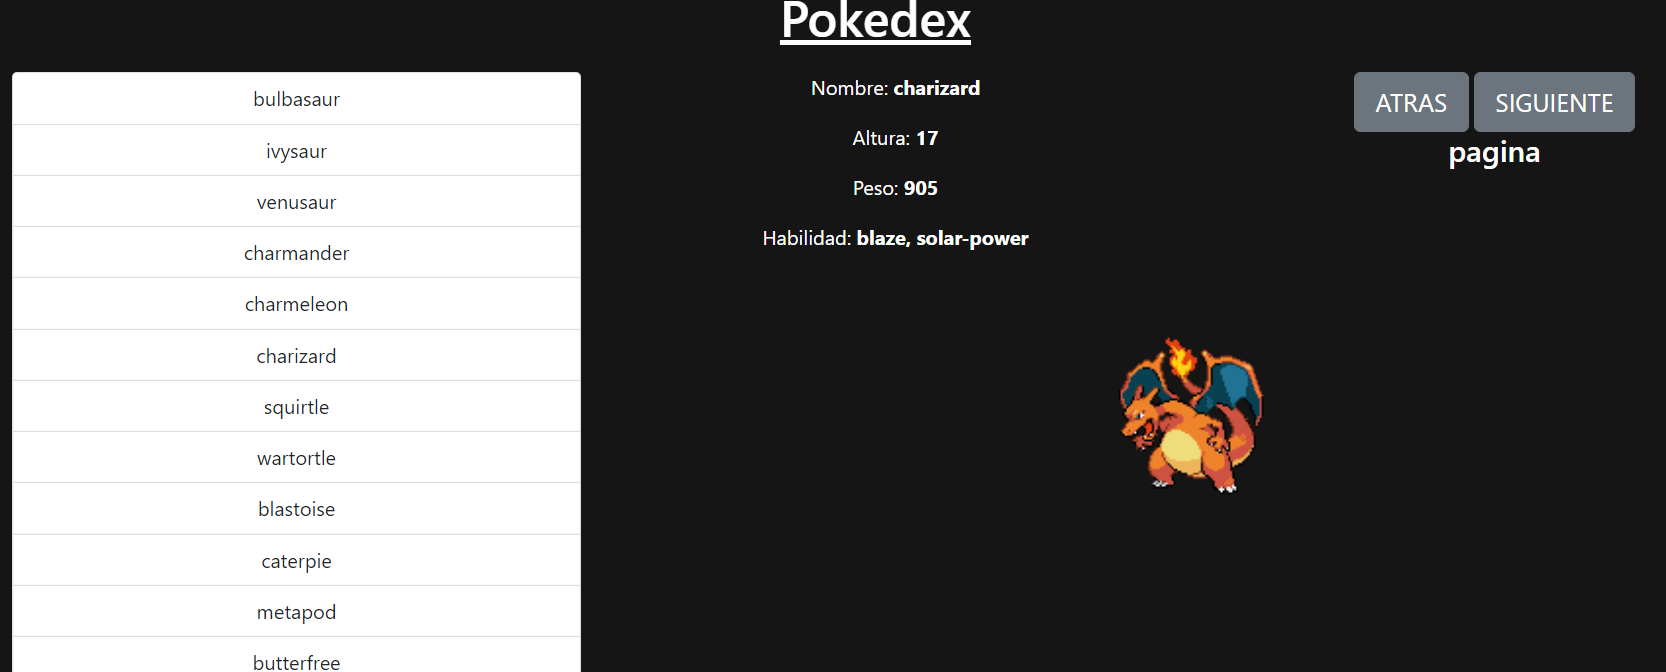 Pokedex
bulbasaur
ivysaur
venusaur
charmander
charmeleon
charizard
squirtle
wartortle
blastoise
caterpie
metapod
butterfree
Nombre: charizard
Altura: 17
Peso: 905
Habilidad: blaze, solar-power
ATRAS SIGUIENTE
pagina